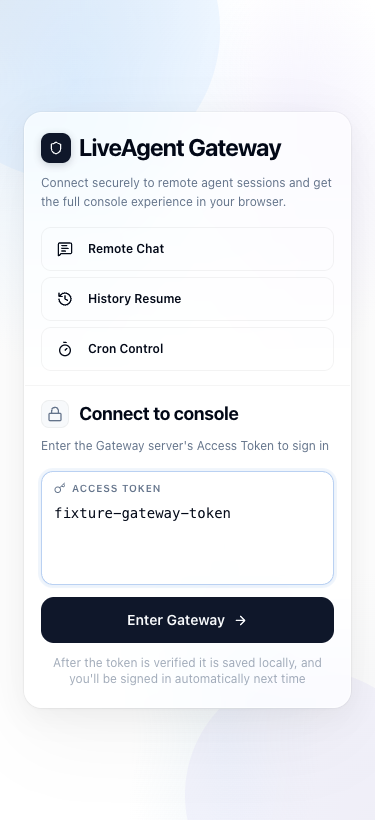 LiveAgent Gateway
Connect securely to remote agent sessions and get
the full console experience in your browser.
Remote Chat
History Resume
Cron Control
Connect to console
Enter the Gateway server's Access Token to sign in
ACCESS TOKEN
fixture-gateway-token
Enter Gateway →
After the token is verified it is saved locally, and
you'll be signed in automatically next time